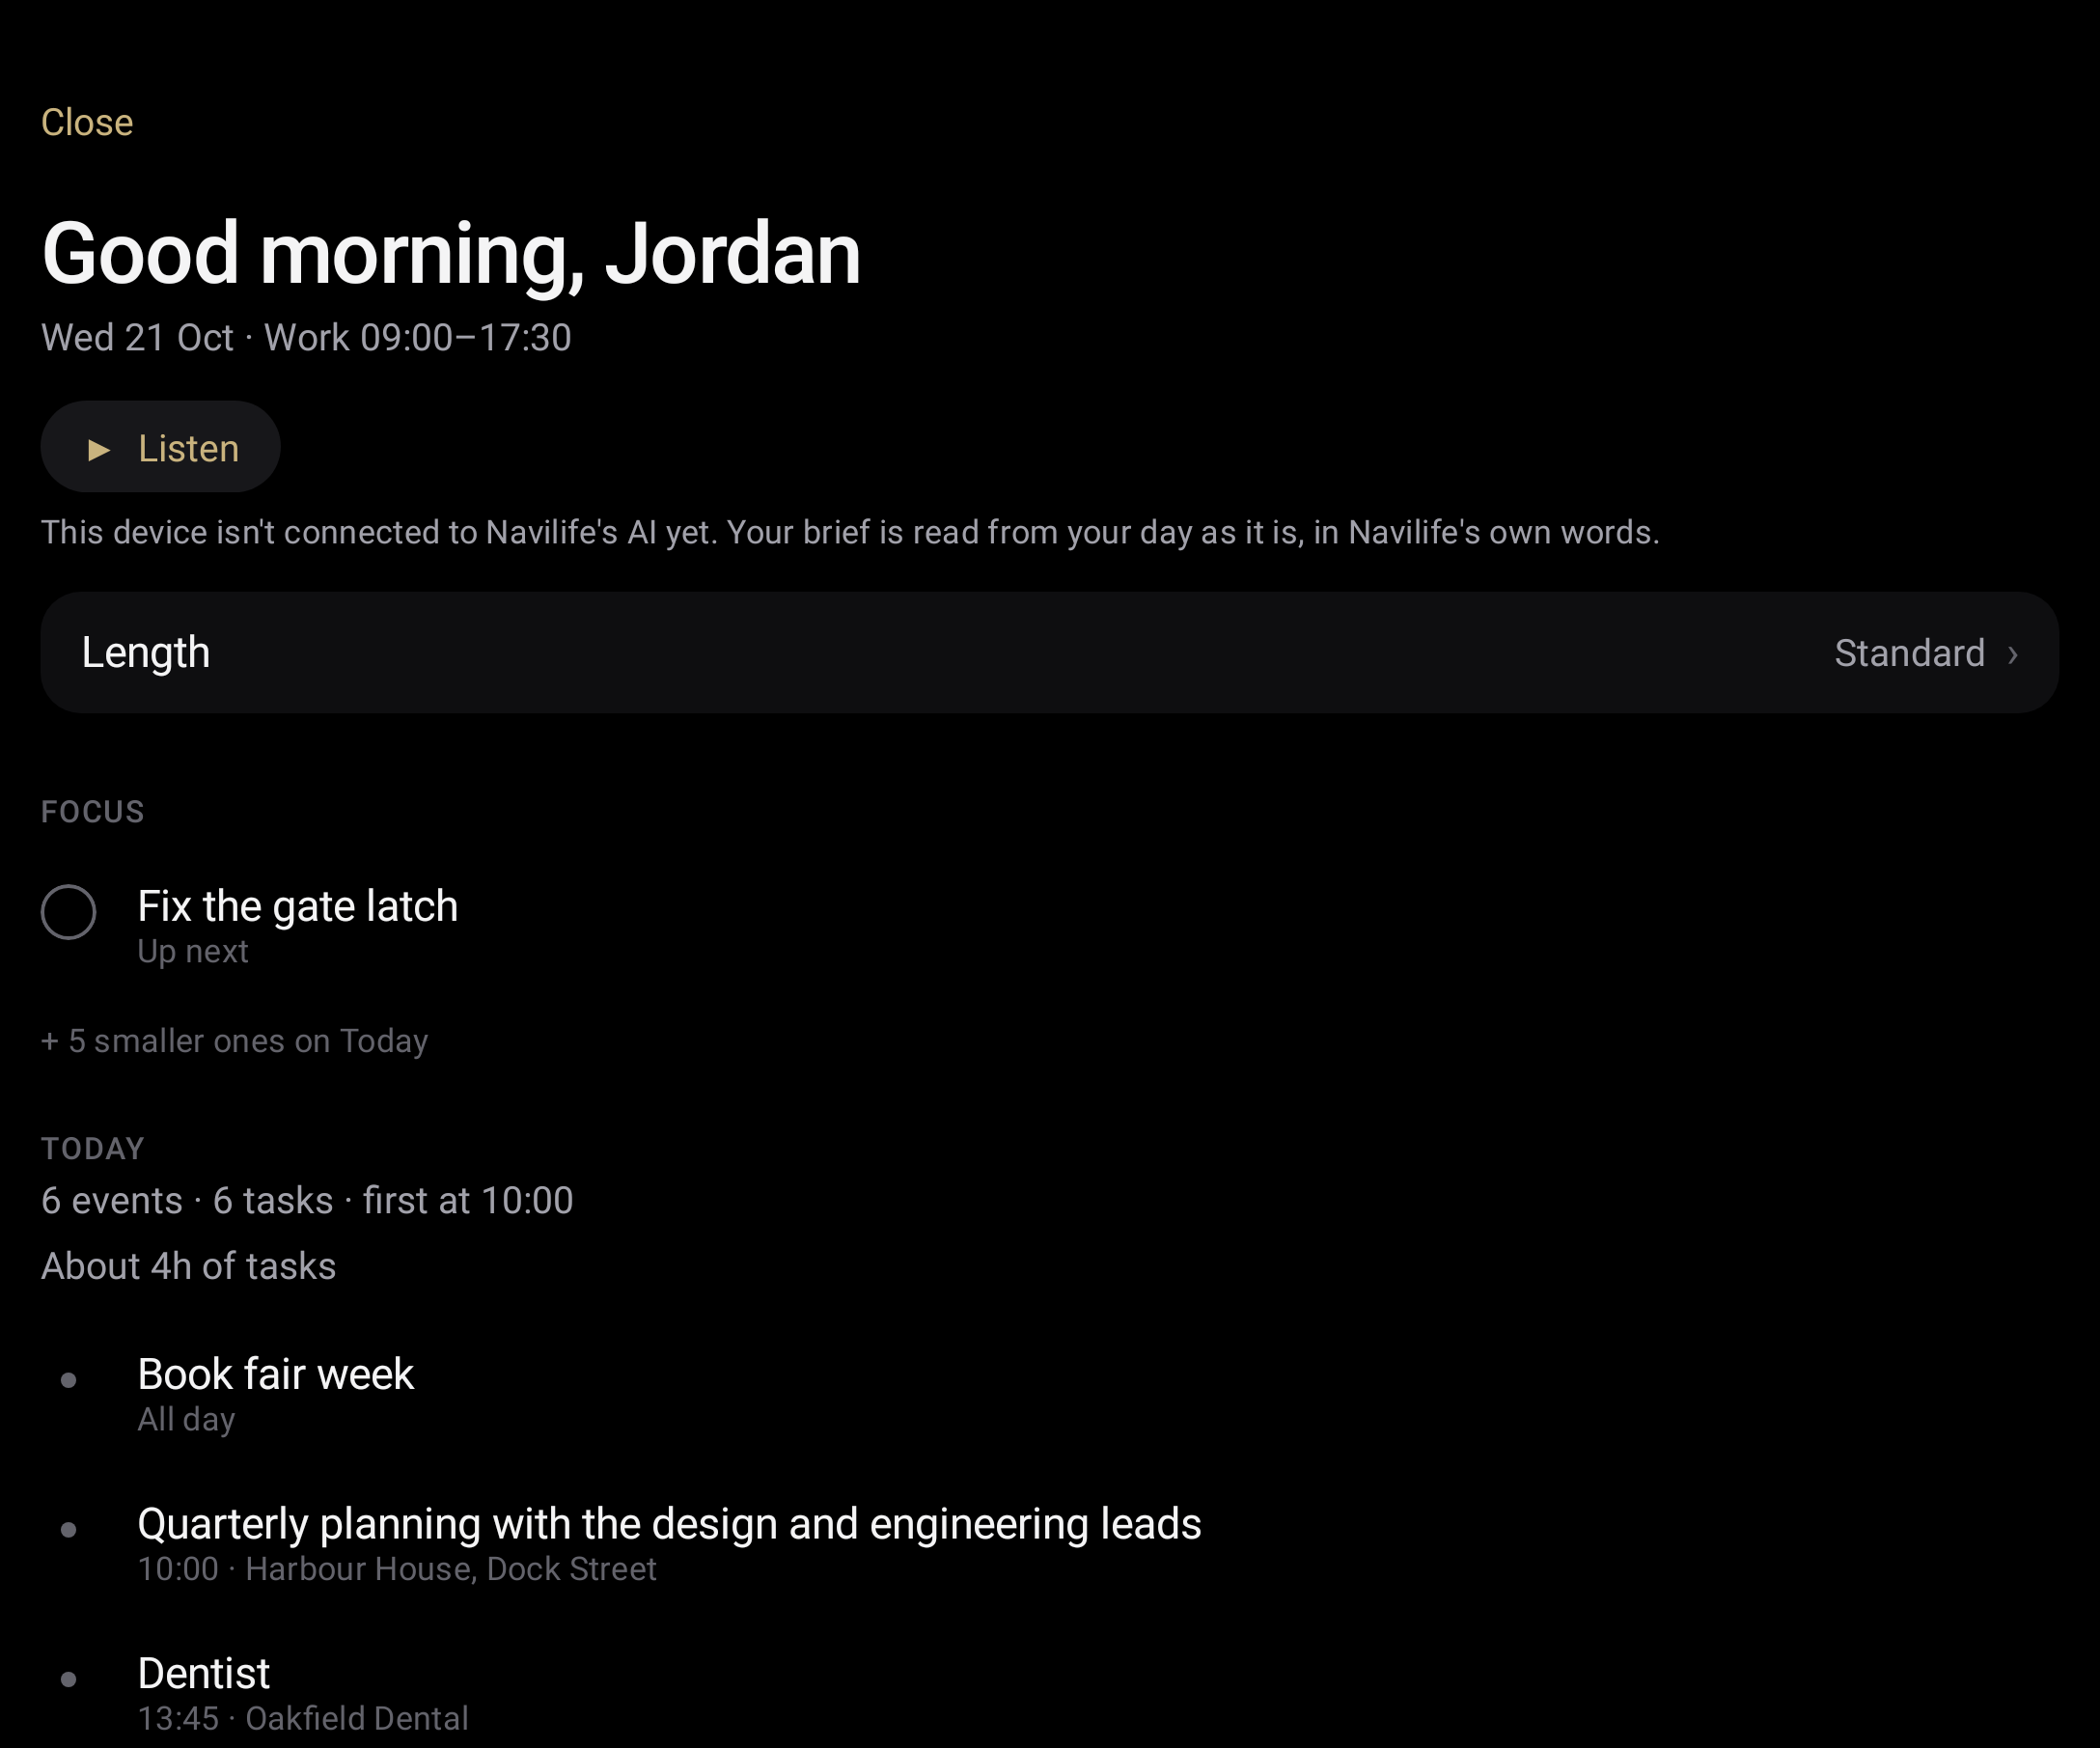 Close
Good morning, Jordan
Wed 21 Oct · Work 09:00–17:30
▶ Listen
This device isn't connected to Navilife's AI yet. Your brief is read from your day as it is, in Navilife's own words.
Length Standard ›
FOCUS
Fix the gate latch
Up next
+ 5 smaller ones on Today
TODAY
6 events · 6 tasks · first at 10:00
About 4h of tasks
Book fair week
All day
Quarterly planning with the design and engineering leads
10:00 · Harbour House, Dock Street
Dentist
13:45 · Oakfield Dental